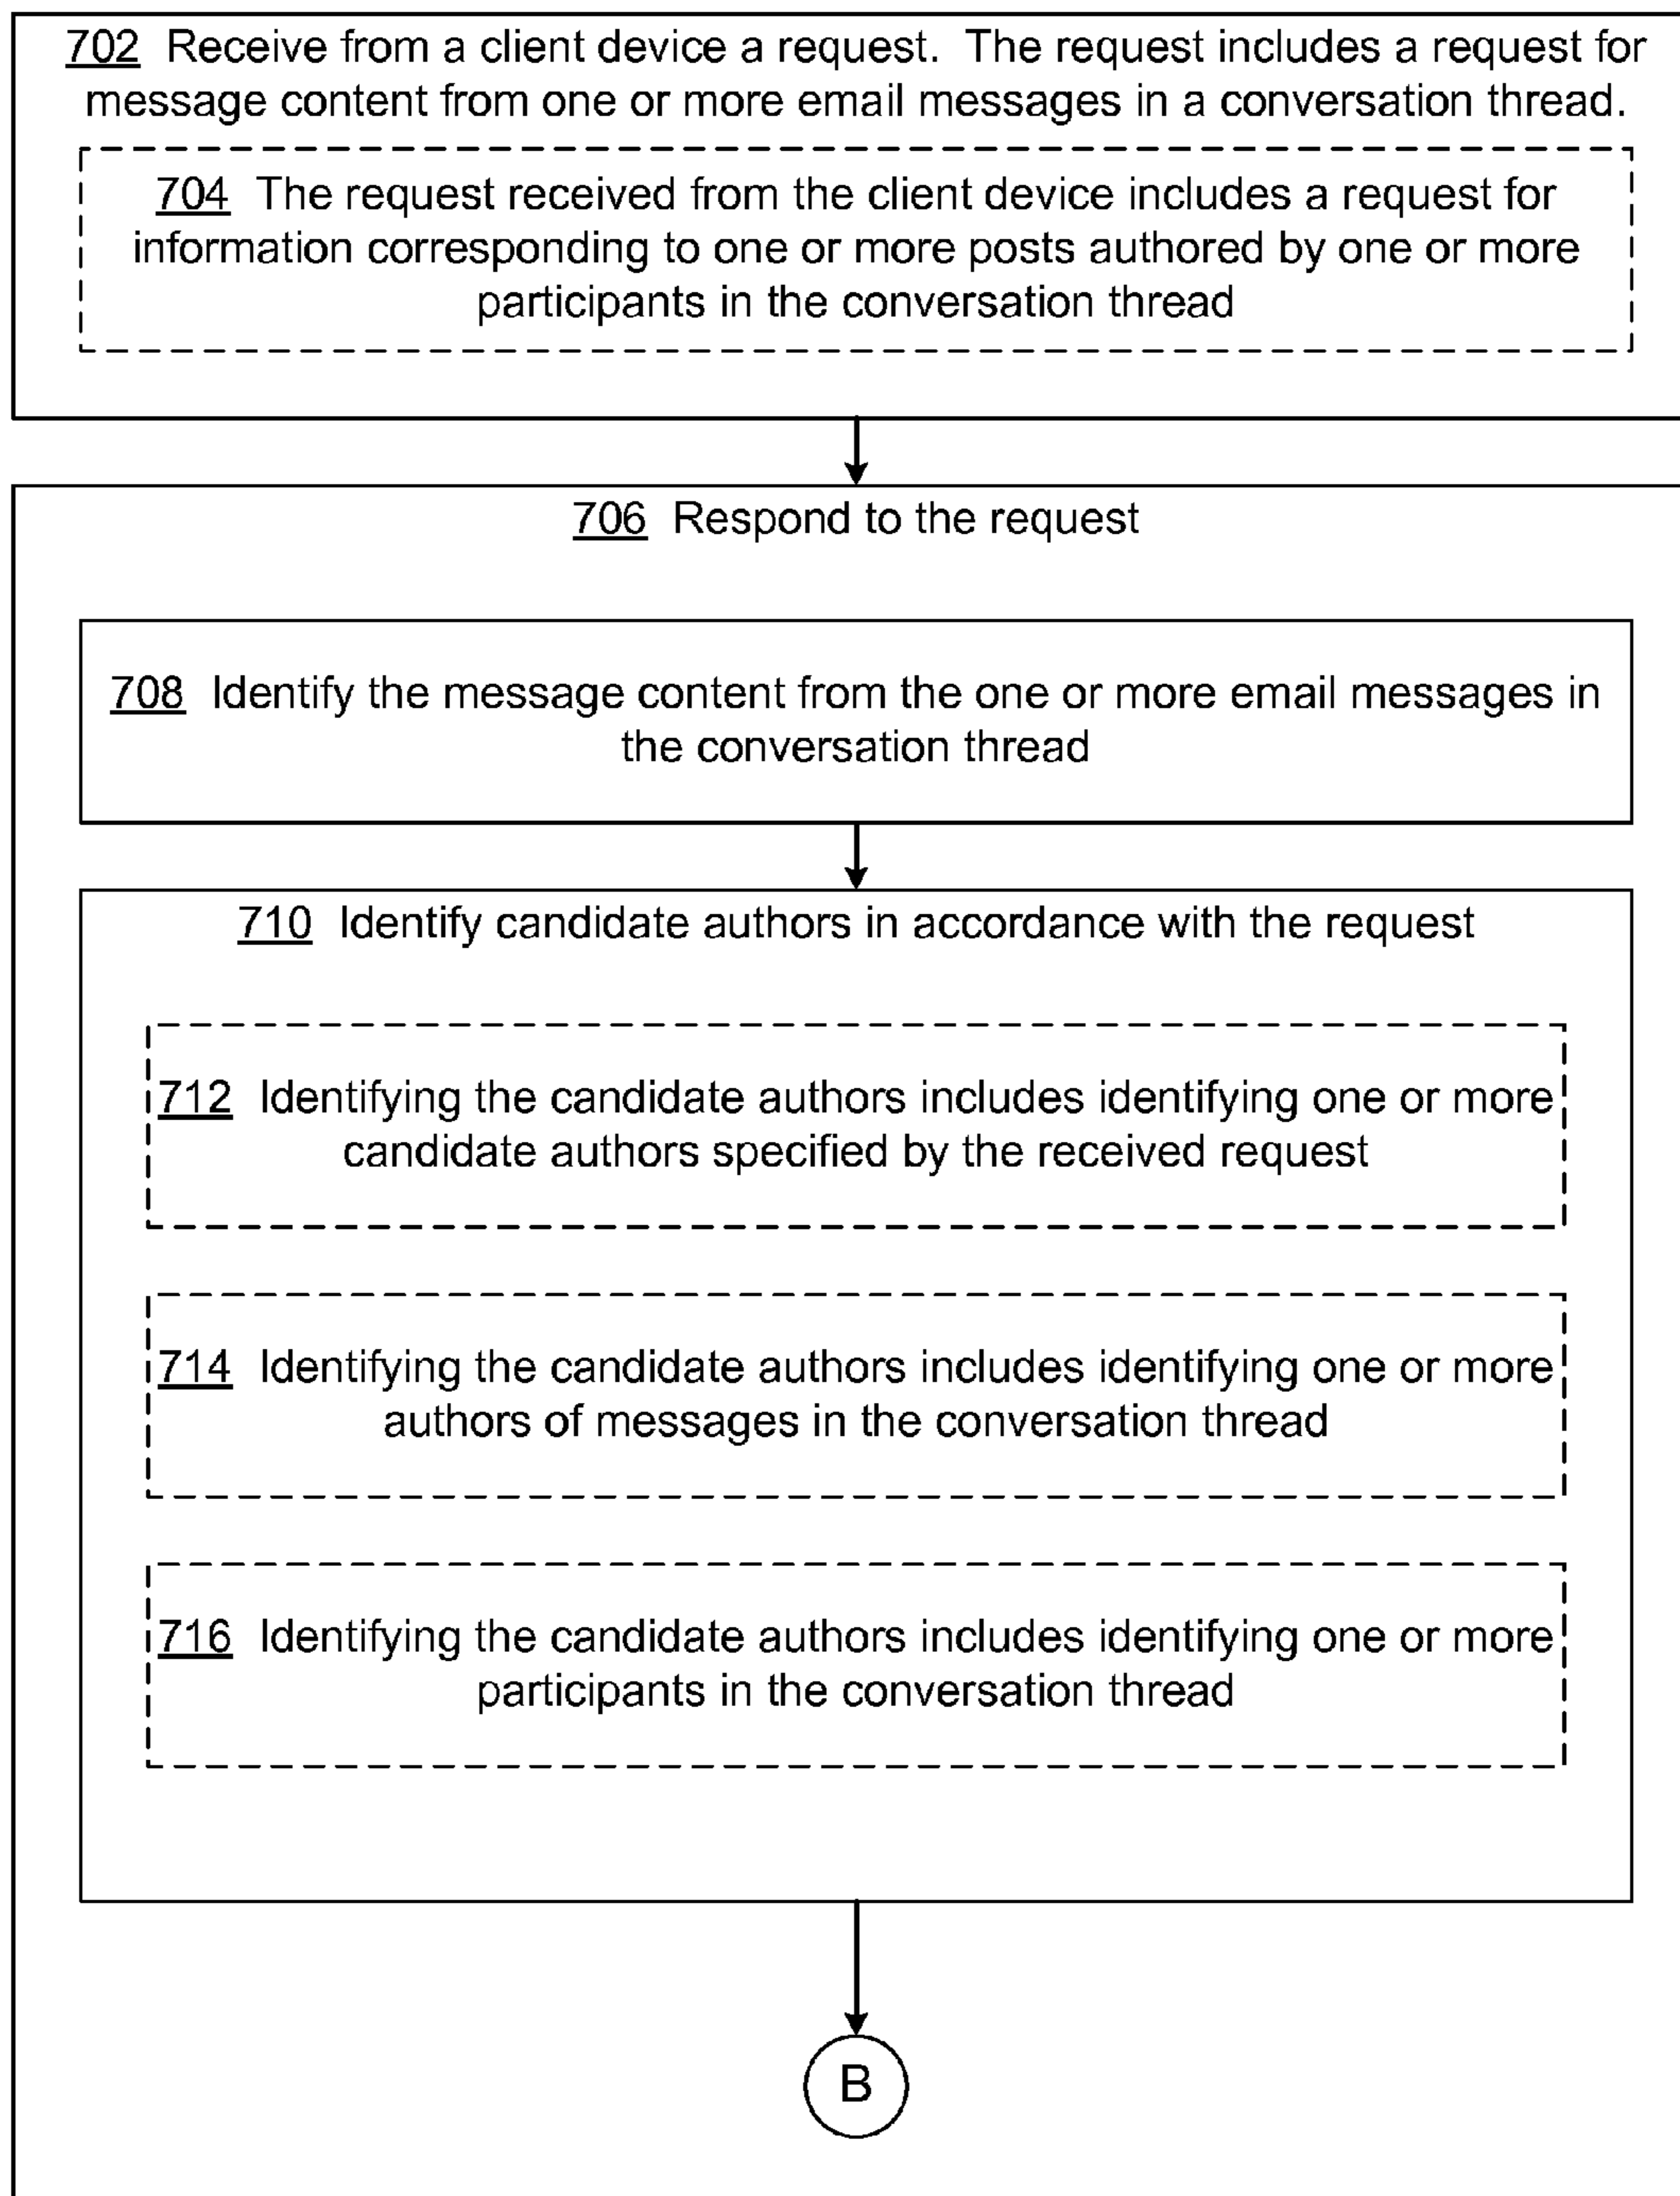 702 Receive from a client device a request. The request includes a request for
message content from one or more email messages in a conversation thread.
704 The request received from the client device includes a request for
information corresponding to one or more posts authored by one or more
participants in the conversation thread
706 Respond to the request
708 Identify the message content from the one or more email messages in
the conversation thread
710 Identify candidate authors in accordance with the request
712 Identifying the candidate authors includes identifying one or more
candidate authors specified by the received request
714 Identifying the candidate authors includes identifying one or more
authors of messages in the conversation thread
716 Identifying the candidate authors includes identifying one or more
participants in the conversation thread
B